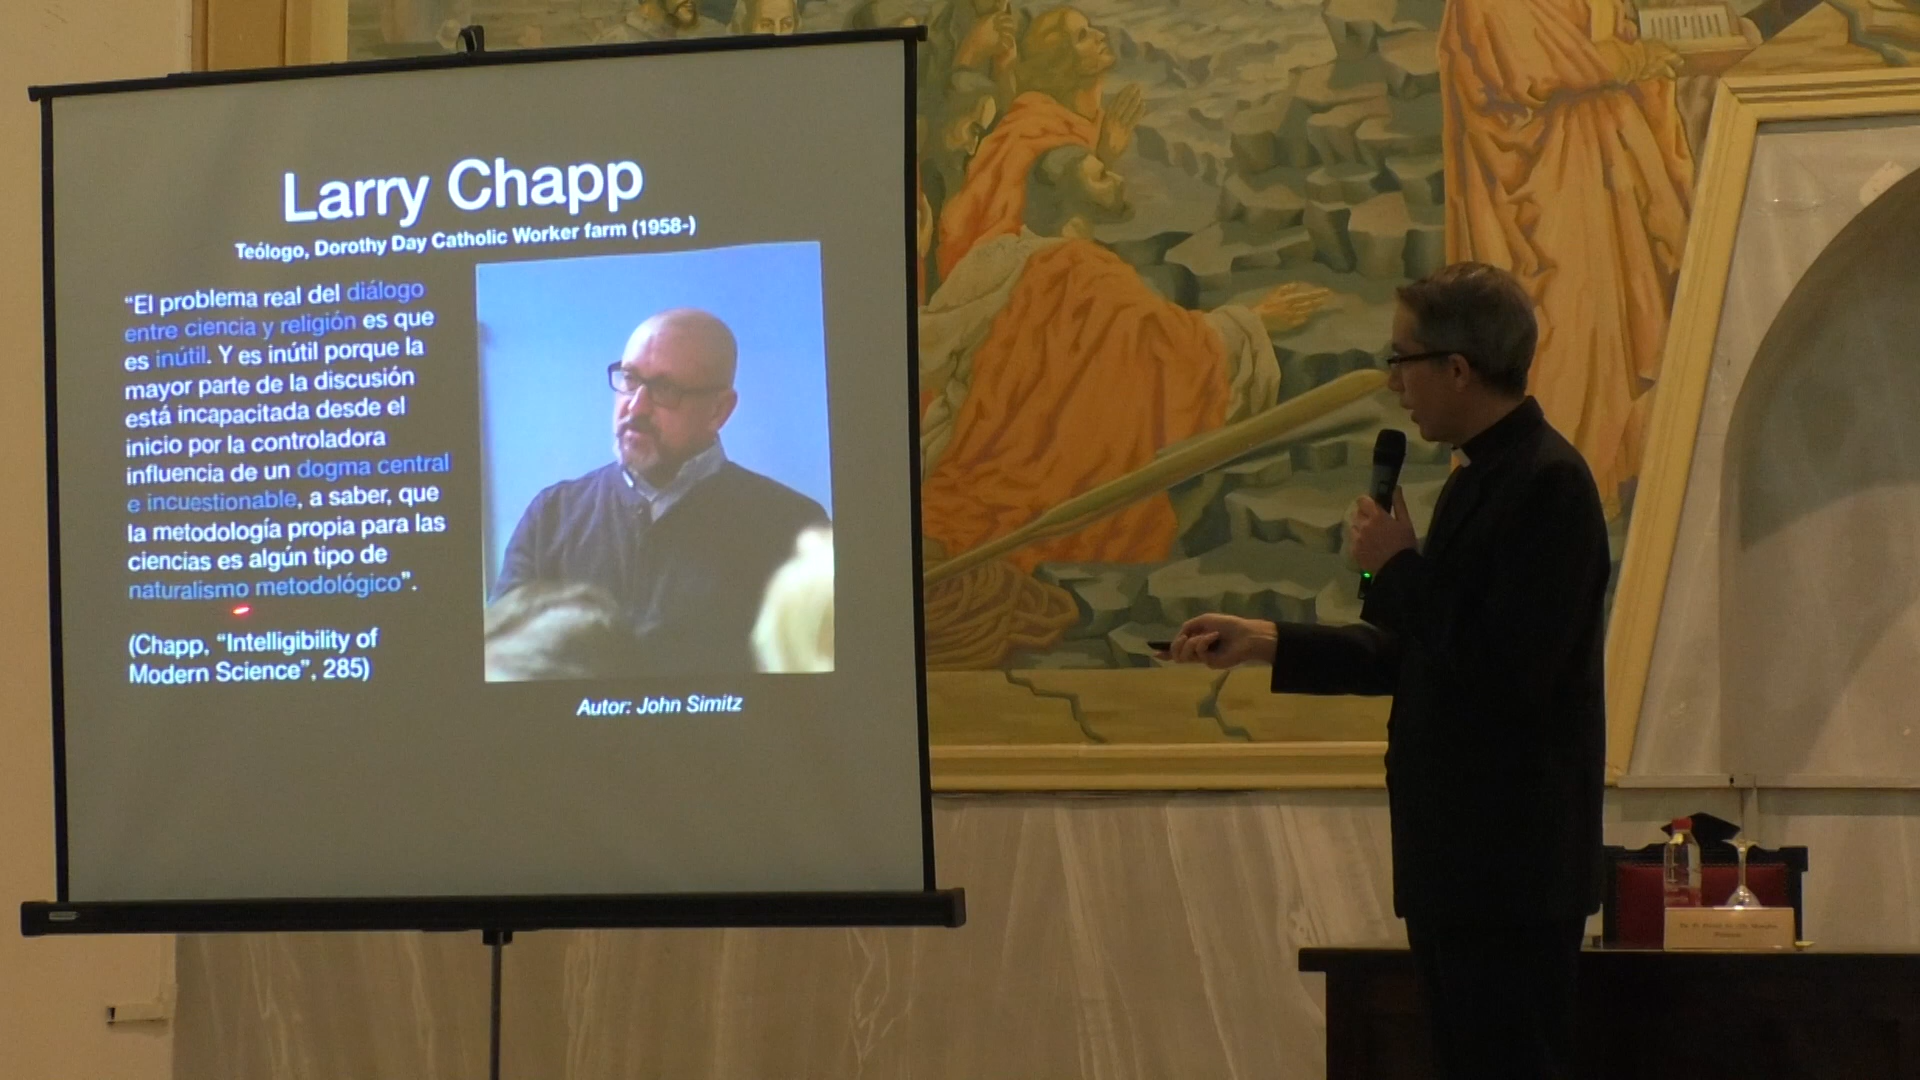 Larry Chapp
Teólogo, Dorothy Day Catholic Worker farm (1958-)
“El problema real del diálogo
entre ciencia y religión es que
es inútil. Y es inútil porque la
mayor parte de la discusión
está incapacitada desde el
inicio por la controladora
influencia de un dogma central
e incuestionable, a saber, que
la metodología propia para las
ciencias es algún tipo de
naturalismo metodológico”.
(Chapp, “Intelligibility of
Modern Science”, 285)
Autor: John Simitz